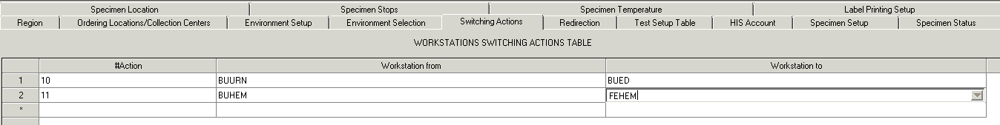 Specimen Location Specimen Stops Specimen Temperature Label Printing Setup
Region Ordering Locations/Collection Centers Environment Setup Environment Selection Switching Actions Redirection Test Setup Table HIS Account Specimen Setup Specimen Status
WORKSTATIONS SWITCHING ACTIONS TABLE
#Action Workstation from Workstation to
1 10 BUURN BUED
2 11 BUHEM FEHEM
*